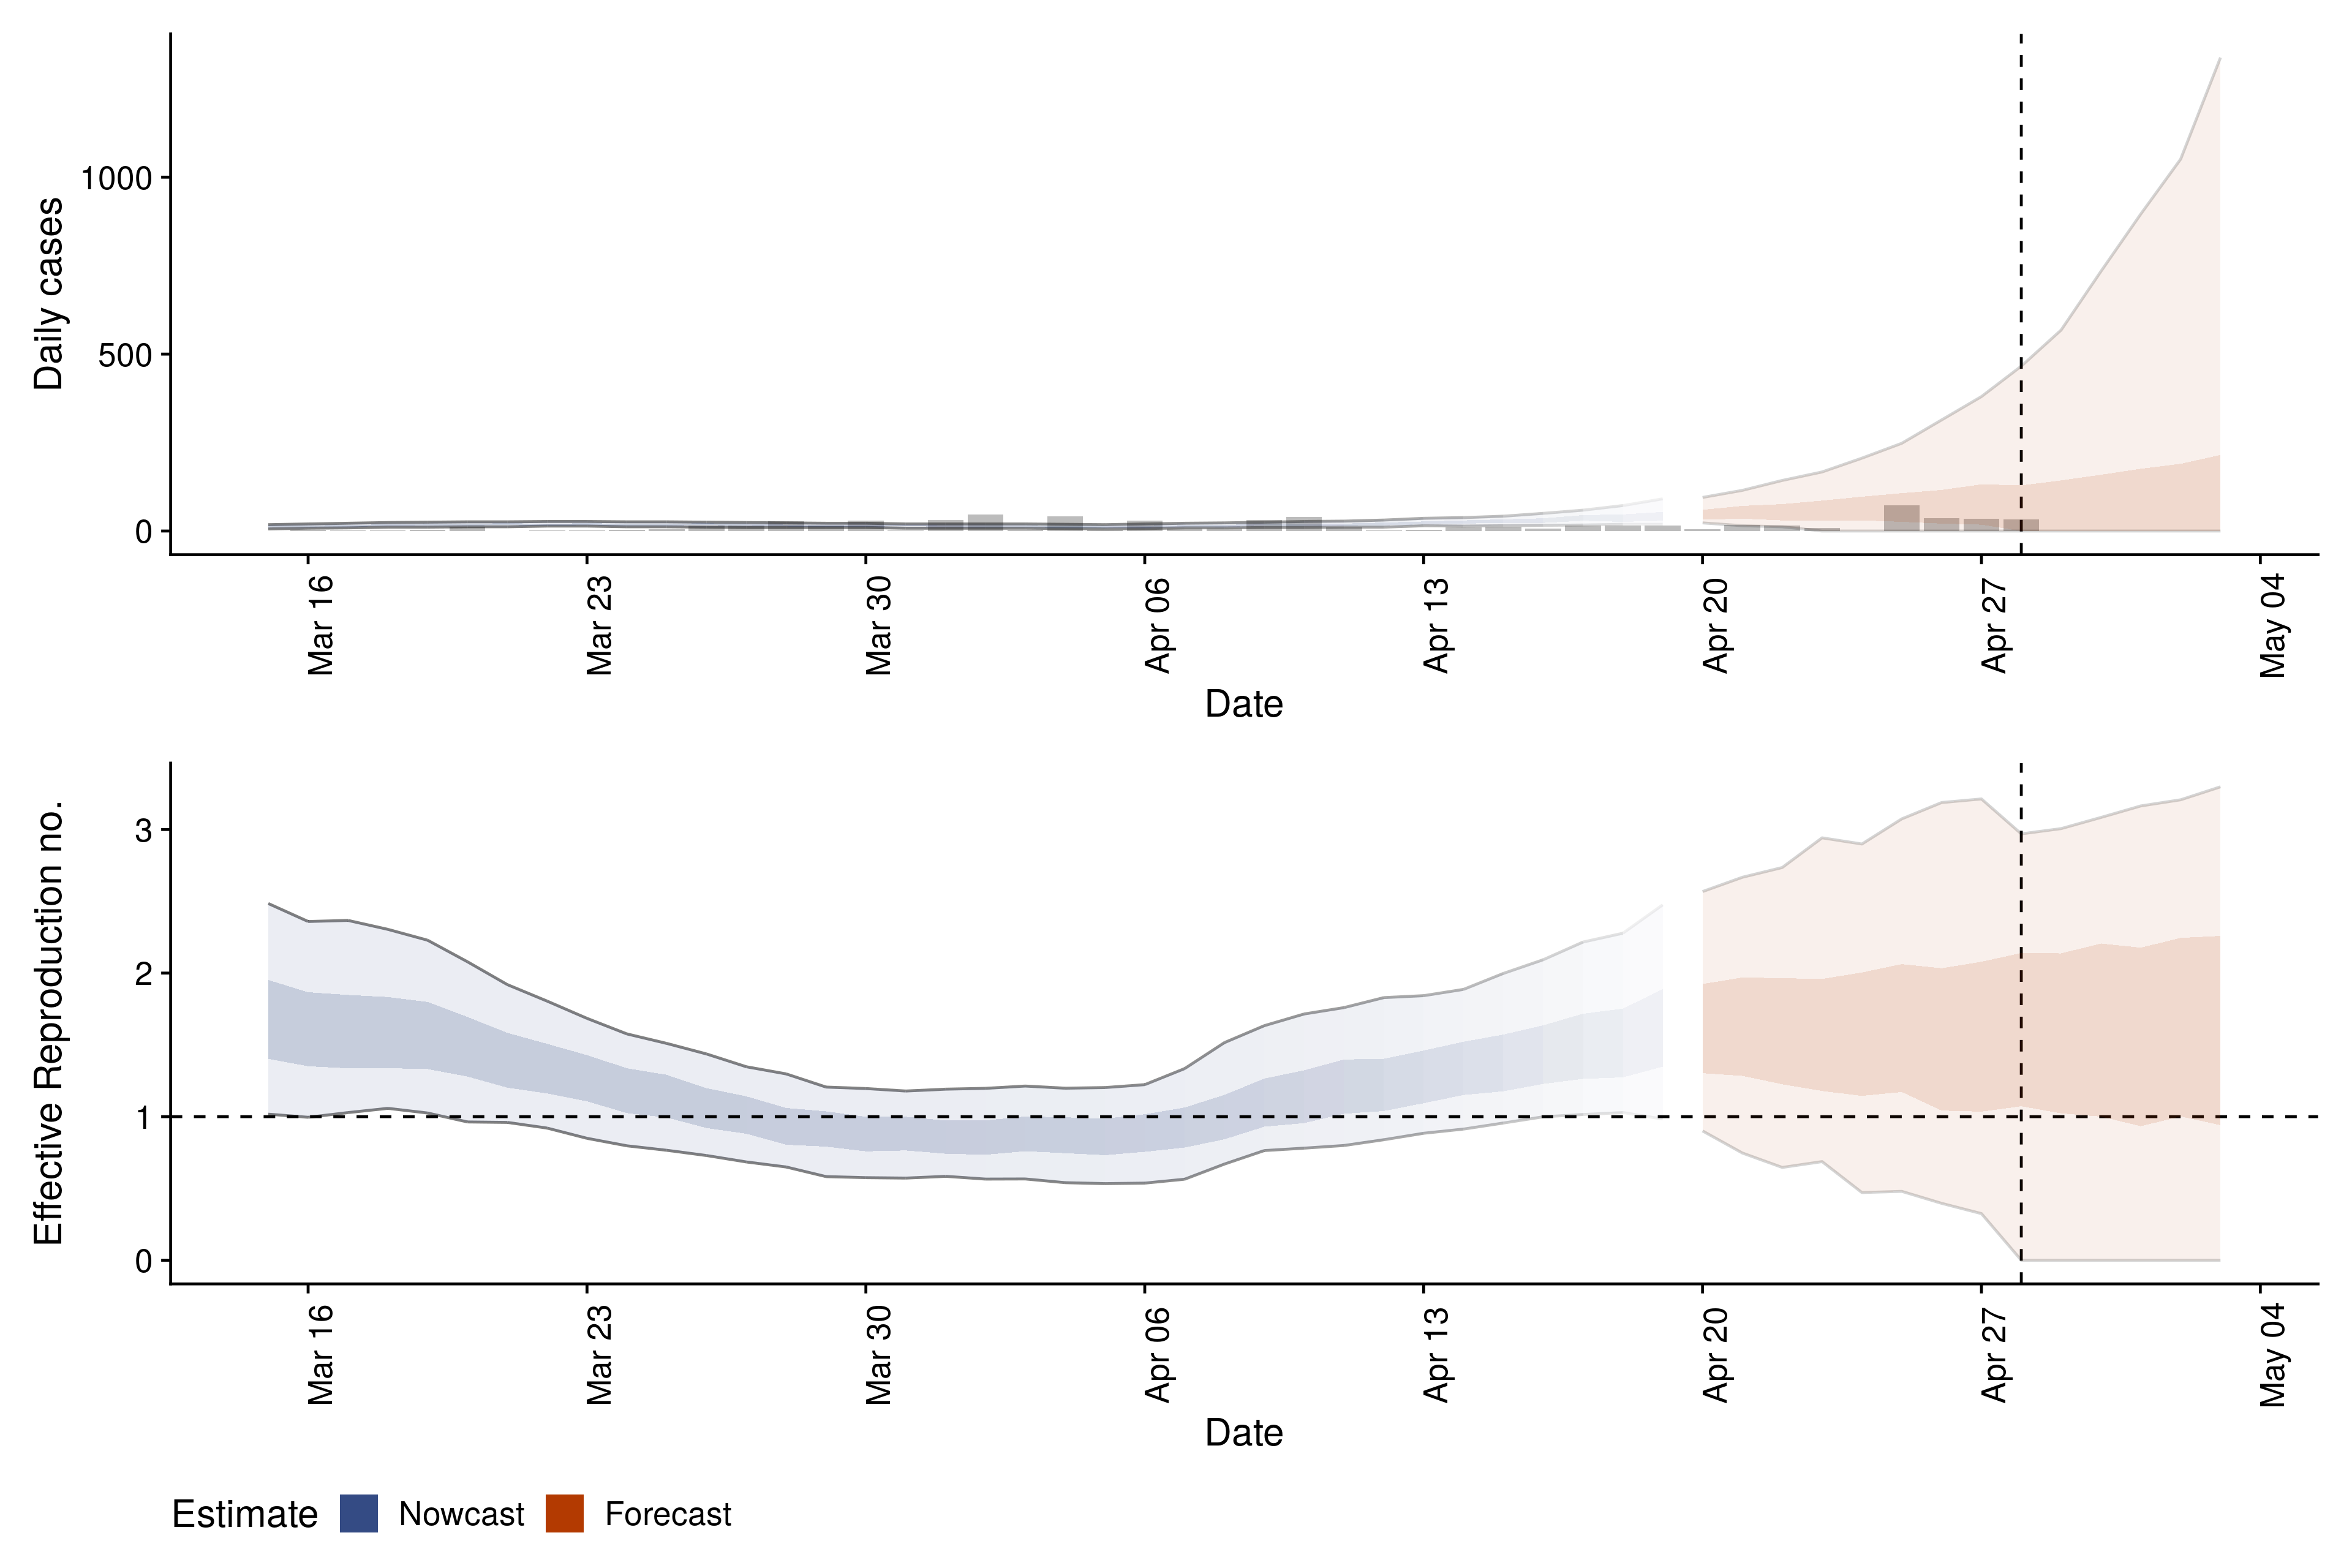 Daily cases
1000
500
0
Mar 16
Mar 23
Mar 30
Apr 06
Apr 13
Apr 20
Apr 27
May 04
Date
Effective Reproduction no.
3
2
1
0
Mar 16
Mar 23
Mar 30
Apr 06
Apr 13
Apr 20
Apr 27
May 04
Date
Estimate Nowcast Forecast